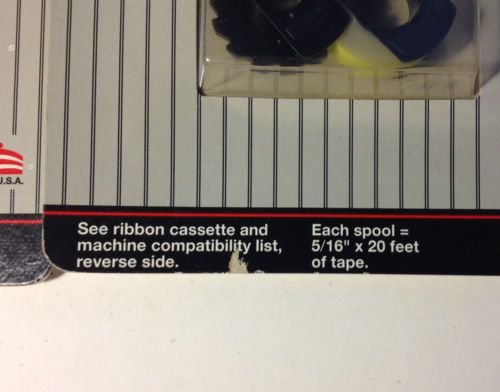 U.S.A.
See ribbon cassette and
machine compatibility list,
reverse side.
Each spool =
5/16" x 20 feet
of tape.